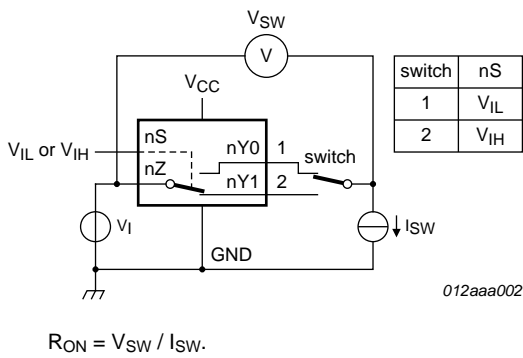 V_SW
V
V_CC
switch nS
1 V_IL
2 V_IH
nS
V_IL or V_IH
nZ
nY0 1
switch
nY1 2
V_I
I_SW
GND
012aaa002
R_ON = V_SW / I_SW.